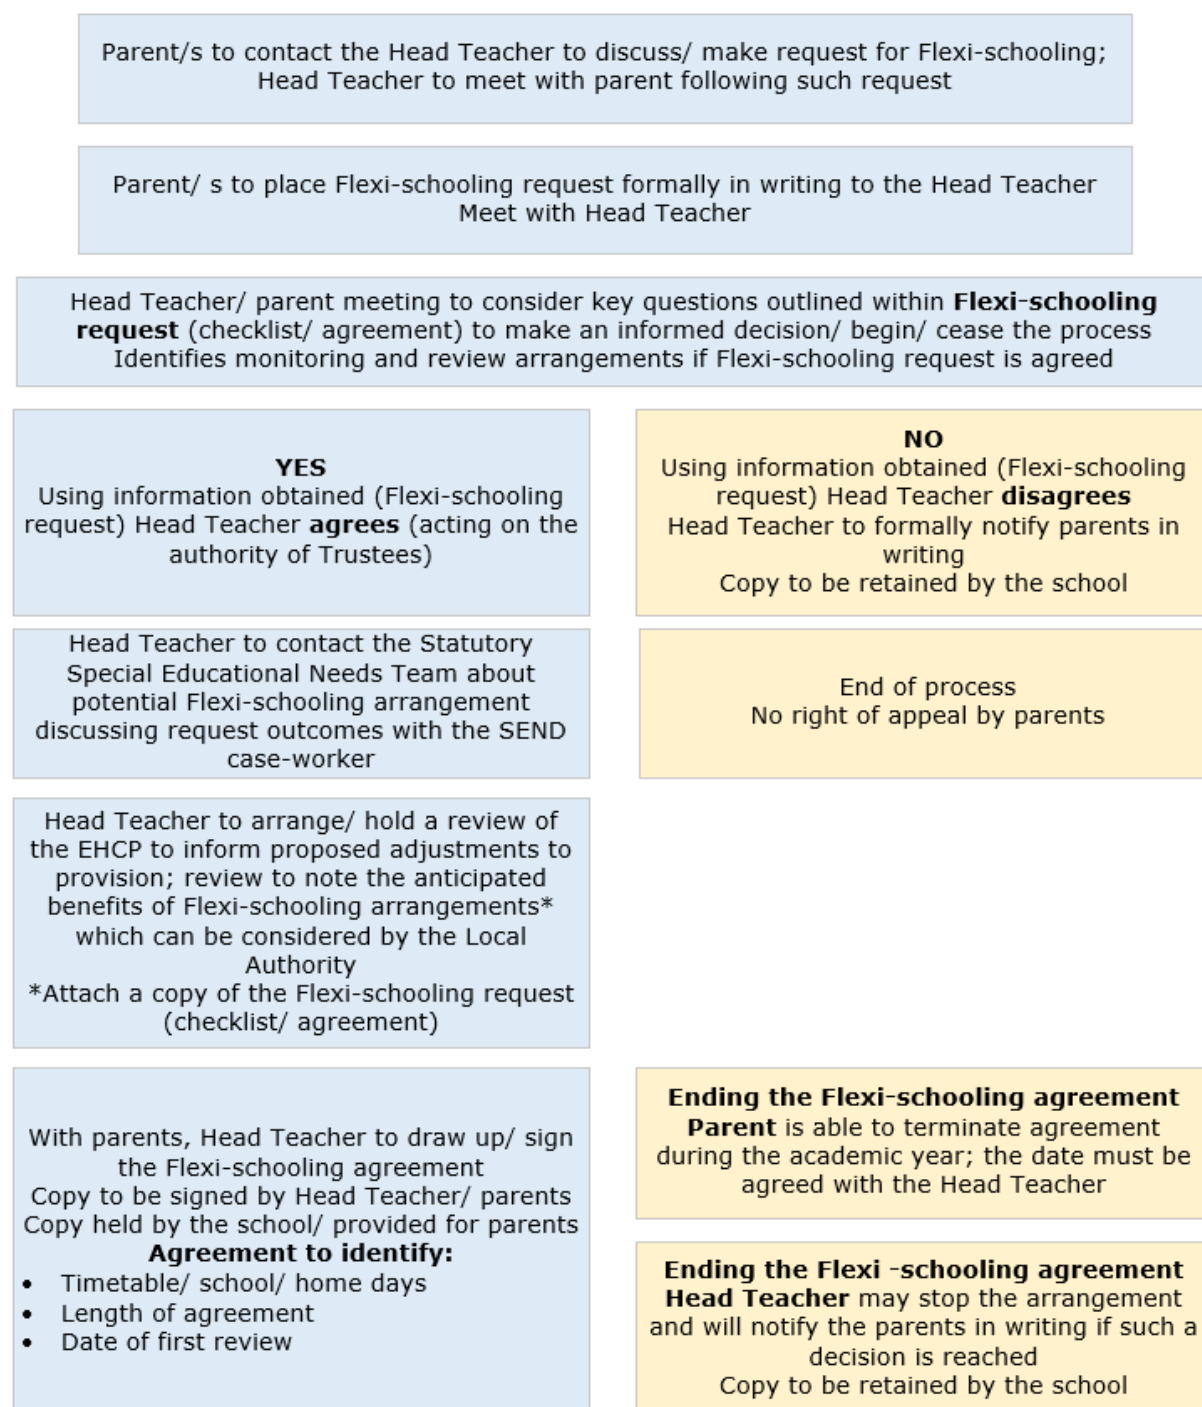 Parent/s to contact the Head Teacher to discuss/ make request for Flexi-schooling;
Head Teacher to meet with parent following such request
Parent/ s to place Flexi-schooling request formally in writing to the Head Teacher
Meet with Head Teacher
Head Teacher/ parent meeting to consider key questions outlined within Flexi-schooling
request (checklist/ agreement) to make an informed decision/ begin/ cease the process
Identifies monitoring and review arrangements if Flexi-schooling request is agreed
YES
Using information obtained (Flexi-schooling
request) Head Teacher agrees (acting on the
authority of Trustees)
NO
Using information obtained (Flexi-schooling
request) Head Teacher disagrees
Head Teacher to formally notify parents in
writing
Copy to be retained by the school
Head Teacher to contact the Statutory
Special Educational Needs Team about
potential Flexi-schooling arrangement
discussing request outcomes with the SEND
case-worker
End of process
No right of appeal by parents
Head Teacher to arrange/ hold a review of
the EHCP to inform proposed adjustments to
provision; review to note the anticipated
benefits of Flexi-schooling arrangements*
which can be considered by the Local
Authority
*Attach a copy of the Flexi-schooling request
(checklist/ agreement)
With parents, Head Teacher to draw up/ sign
the Flexi-schooling agreement
Copy to be signed by Head Teacher/ parents
Copy held by the school/ provided for parents
Agreement to identify:
• Timetable/ school/ home days
• Length of agreement
• Date of first review
Ending the Flexi-schooling agreement
Parent is able to terminate agreement
during the academic year; the date must be
agreed with the Head Teacher
Ending the Flexi -schooling agreement
Head Teacher may stop the arrangement
and will notify the parents in writing if such a
decision is reached
Copy to be retained by the school